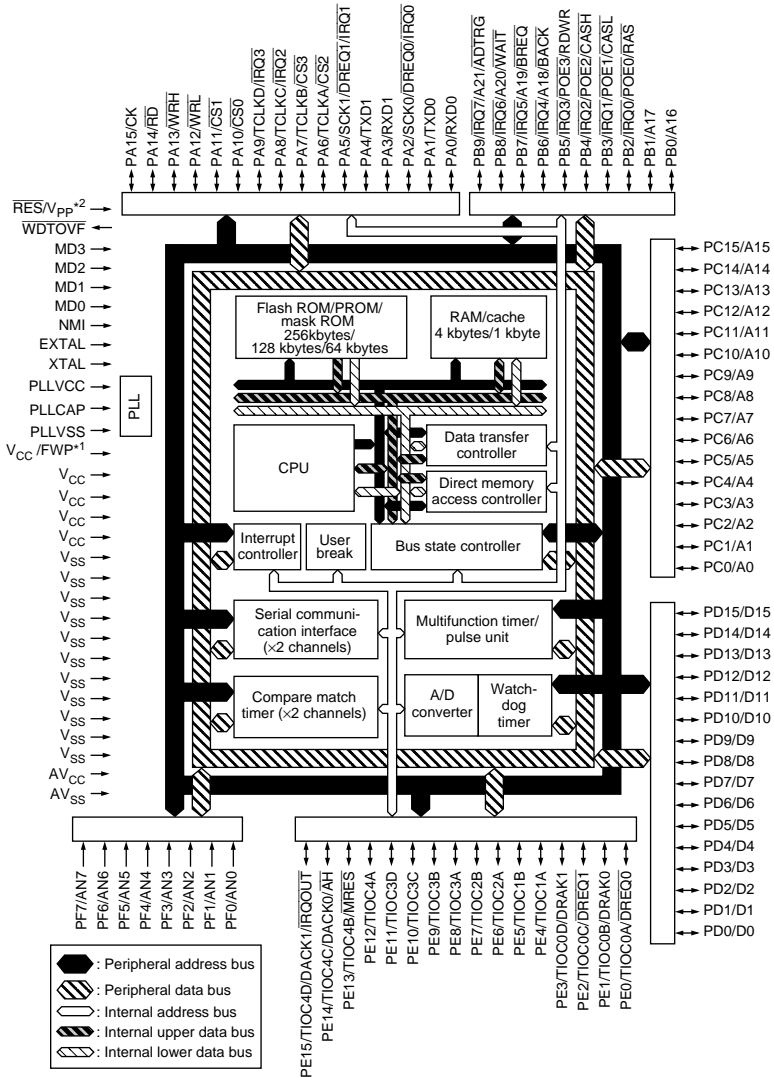 PA15/CK
PA14/RD
PA13/WRH
PA12/WRL
PA11/CS1
PA10/CS0
PA9/TCLKD/IRQ3
PA8/TCLKC/IRQ2
PA7/TCLKB/CS3
PA6/TCLKA/CS2
PA5/SCK1/DREQ1/IRQ1
PA4/TXD1
PA3/RXD1
PA2/SCK0/DREQ0/IRQ0
PA1/TXD0
PA0/RXD0
PB9/IRQ7/A21/ADTRG
PB8/IRQ6/A20/WAIT
PB7/IRQ5/A19/BREQ
PB6/IRQ4/A18/BACK
PB5/IRQ3/POE3/RDWR
PB4/IRQ2/POE2/CASH
PB3/IRQ1/POE1/CASL
PB2/IRQ0/POE0/RAS
PB1/A17
PB0/A16
RES/VPP*2
WDTOVF
MD3
MD2
MD1
MD0
NMI
EXTAL
XTAL
PLLVCC
PLLCAP
PLLVSS
PLL
VCC/FWP*1
VCC
VCC
VCC
VCC
VSS
VSS
VSS
VSS
VSS
VSS
VSS
VSS
VSS
VSS
VSS
AVCC
AVSS
Flash ROM/PROM/
mask ROM
256kbytes/
128 kbytes/64 kbytes
RAM/cache
4 kbytes/1 kbyte
CPU
Data transfer
controller
Direct memory
access controller
Interrupt
controller
User
break
Bus state controller
Serial communi-
cation interface
(×2 channels)
Multifunction timer/
pulse unit
Compare match
timer (×2 channels)
A/D
converter
Watch-
dog
timer
PC15/A15
PC14/A14
PC13/A13
PC12/A12
PC11/A11
PC10/A10
PC9/A9
PC8/A8
PC7/A7
PC6/A6
PC5/A5
PC4/A4
PC3/A3
PC2/A2
PC1/A1
PC0/A0
PD15/D15
PD14/D14
PD13/D13
PD12/D12
PD11/D11
PD10/D10
PD9/D9
PD8/D8
PD7/D7
PD6/D6
PD5/D5
PD4/D4
PD3/D3
PD2/D2
PD1/D1
PD0/D0
PF7/AN7
PF6/AN6
PF5/AN5
PF4/AN4
PF3/AN3
PF2/AN2
PF1/AN1
PF0/AN0
PE15/TIOC4D/DACK1/IRQOUT
PE14/TIOC4C/DACK0/AH
PE13/TIOC4B/MRES
PE12/TIOC4A
PE11/TIOC3D
PE10/TIOC3C
PE9/TIOC3B
PE8/TIOC3A
PE7/TIOC2B
PE6/TIOC2A
PE5/TIOC1B
PE4/TIOC1A
PE3/TIOC0D/DRAK1
PE2/TIOC0C/DREQ1
PE1/TIOC0B/DRAK0
PE0/TIOC0A/DREQ0
: Peripheral address bus
: Peripheral data bus
: Internal address bus
: Internal upper data bus
: Internal lower data bus